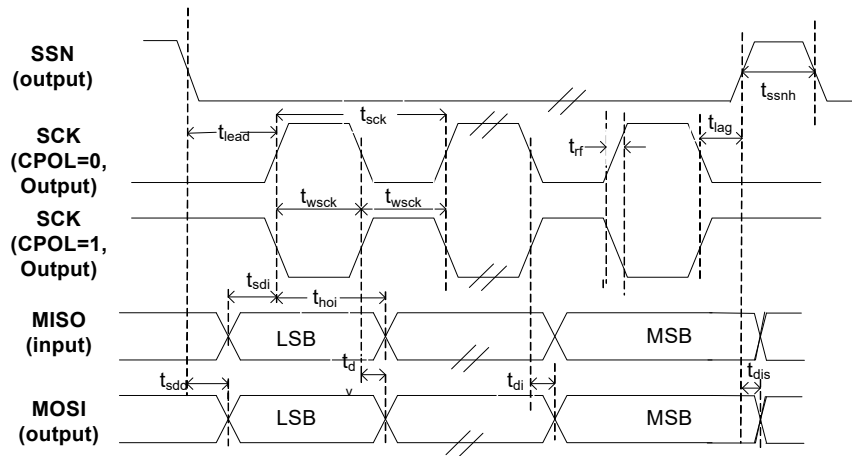 SSN
(output)
t_ssnh
t_sck
t_lead
t_lag
SCK
(CPOL=0,
Output)
t_rf
t_wsck
t_wsck
SCK
(CPOL=1,
Output)
t_sdi
t_hoi
MISO
(input)
LSB
MSB
t_d
v
t_sdd
t_di
t_dis
MOSI
(output)
LSB
MSB